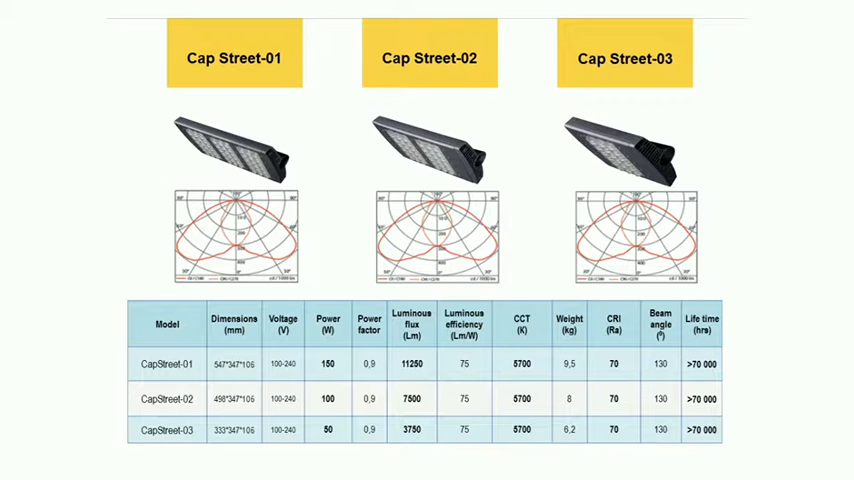 Cap Street-01
Cap Street-02
Cap Street-03
Model Dimensions (mm) Voltage (V) Power (W) Power factor Luminous flux (Lm) Luminous efficiency (Lm/W) CCT (K) Weight (kg) CRI (Ra) Beam angle (⁰) Life time (hrs)
CapStreet-01 547*347*106 100-240 150 0,9 11250 75 5700 9,5 70 130 >70 000
CapStreet-02 498*347*106 100-240 100 0,9 7500 75 5700 8 70 130 >70 000
CapStreet-03 333*347*106 100-240 50 0,9 3750 75 5700 6,2 70 130 >70 000